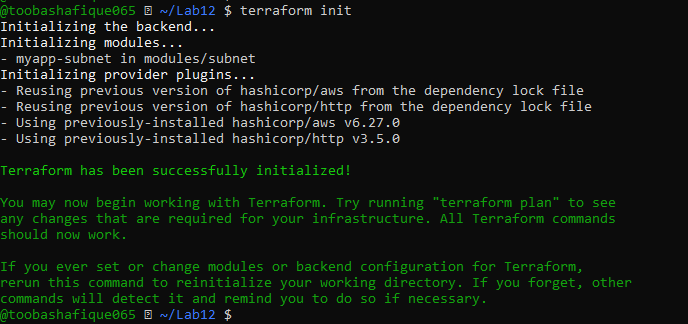 @toobashafique065 ~/Lab12 $ terraform init
Initializing the backend...
Initializing modules...
- myapp-subnet in modules/subnet
Initializing provider plugins...
- Reusing previous version of hashicorp/aws from the dependency lock file
- Reusing previous version of hashicorp/http from the dependency lock file
- Using previously-installed hashicorp/aws v6.27.0
- Using previously-installed hashicorp/http v3.5.0
Terraform has been successfully initialized!
You may now begin working with Terraform. Try running "terraform plan" to see
any changes that are required for your infrastructure. All Terraform commands
should now work.
If you ever set or change modules or backend configuration for Terraform,
rerun this command to reinitialize your working directory. If you forget, other
commands will detect it and remind you to do so if necessary.
@toobashafique065 ~/Lab12 $